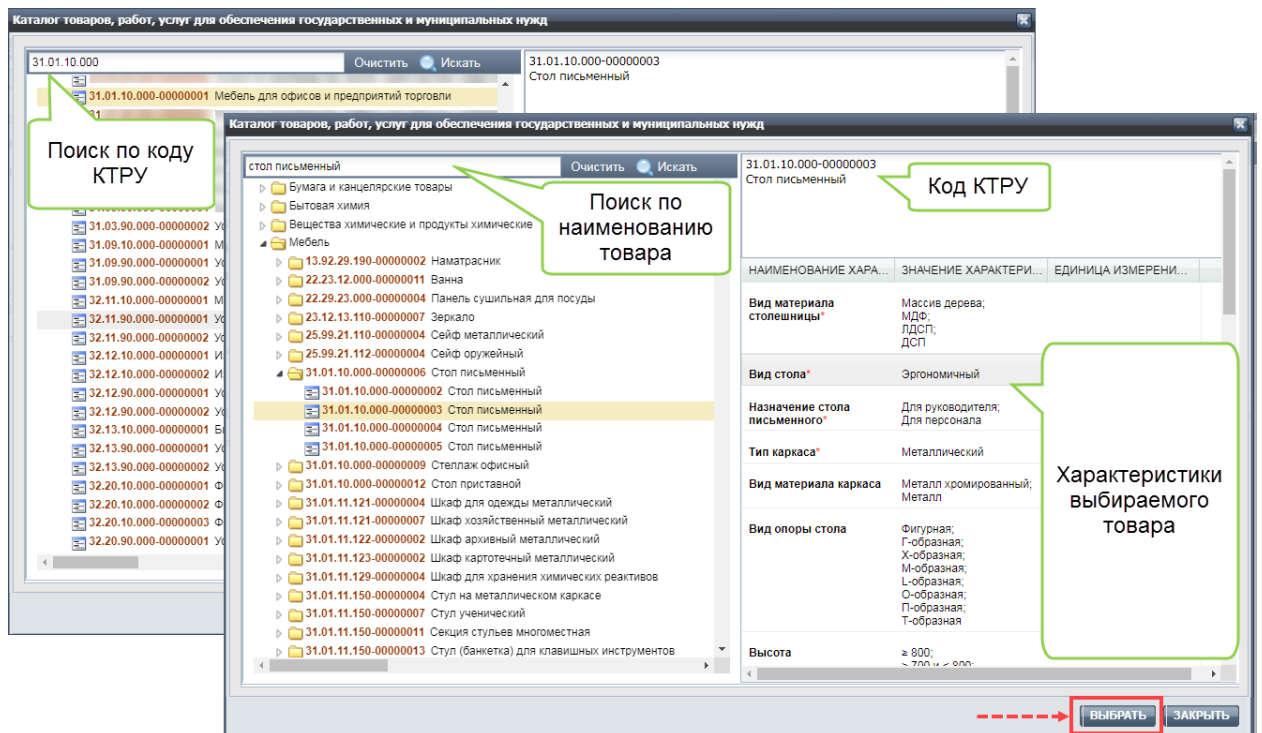 Каталог товаров, работ, услуг для обеспечения государственных и муниципальных нужд
31.01.10.000
Очистить
Искать
31.01.10.000-00000003
Стол письменный
31.01.10.000-00000001 Мебель для офисов и предприятий торговли
31
Поиск по коду
КТРУ
31.03.90.000-00000002
31.09.10.000-00000001
31.09.90.000-00000001
31.09.90.000-00000002
32.11.10.000-00000001
32.11.90.000-00000001
32.11.90.000-00000002
32.12.10.000-00000001
32.12.10.000-00000002
32.12.90.000-00000001
32.12.90.000-00000002
32.13.10.000-00000001
32.13.90.000-00000001
32.13.90.000-00000002
32.20.10.000-00000001
32.20.10.000-00000002
32.20.10.000-00000003
32.20.90.000-00000001
Каталог товаров, работ, услуг для обеспечения государственных и муниципальных нужд
стол письменный
Очистить
Искать
Бумага и канцелярские товары
Бытовая химия
Вещества химические и продукты химические
Мебель
13.92.29.190-00000002 Наматрасник
22.23.12.000-00000011 Ванна
22.29.23.000-00000004 Панель сушильная для посуды
23.12.13.110-00000007 Зеркало
25.99.21.110-00000004 Сейф металлический
25.99.21.112-00000004 Сейф оружейный
31.01.10.000-00000006 Стол письменный
31.01.10.000-00000002 Стол письменный
31.01.10.000-00000003 Стол письменный
31.01.10.000-00000004 Стол письменный
31.01.10.000-00000005 Стол письменный
31.01.10.000-00000009 Стеллаж офисный
31.01.10.000-00000012 Стол приставной
31.01.11.121-00000004 Шкаф для одежды металлический
31.01.11.121-00000007 Шкаф хозяйственный металлический
31.01.11.122-00000002 Шкаф архивный металлический
31.01.11.123-00000002 Шкаф картотечный металлический
31.01.11.129-00000004 Шкаф для хранения химических реактивов
31.01.11.150-00000004 Стул на металлическом каркасе
31.01.11.150-00000007 Стул ученический
31.01.11.150-00000011 Секция стульев многоместная
31.01.11.150-00000013 Стул (банкетка) для клавишных инструментов
Поиск по
наименованию
товара
31.01.10.000-00000003
Стол письменный
Код КТРУ
НАИМЕНОВАНИЕ ХАРА... ЗНАЧЕНИЕ ХАРАКТЕРИ... ЕДИНИЦА ИЗМЕРЕНИ...
Вид материала
столешницы*
Массив дерева;
МДФ;
ЛДСП;
ДСП
Вид стола* Эргономичный
Назначение стола
письменного*
Для руководителя;
Для персонала
Тип каркаса* Металлический
Вид материала каркаса
Металл хромированный;
Металл
Вид опоры стола
Фигурная;
Г-образная;
Х-образная;
М-образная;
L-образная;
О-образная;
П-образная;
Т-образная
Высота
≥ 800;
Характеристики
выбираемого
товара
ВЫБРАТЬ
ЗАКРЫТЬ